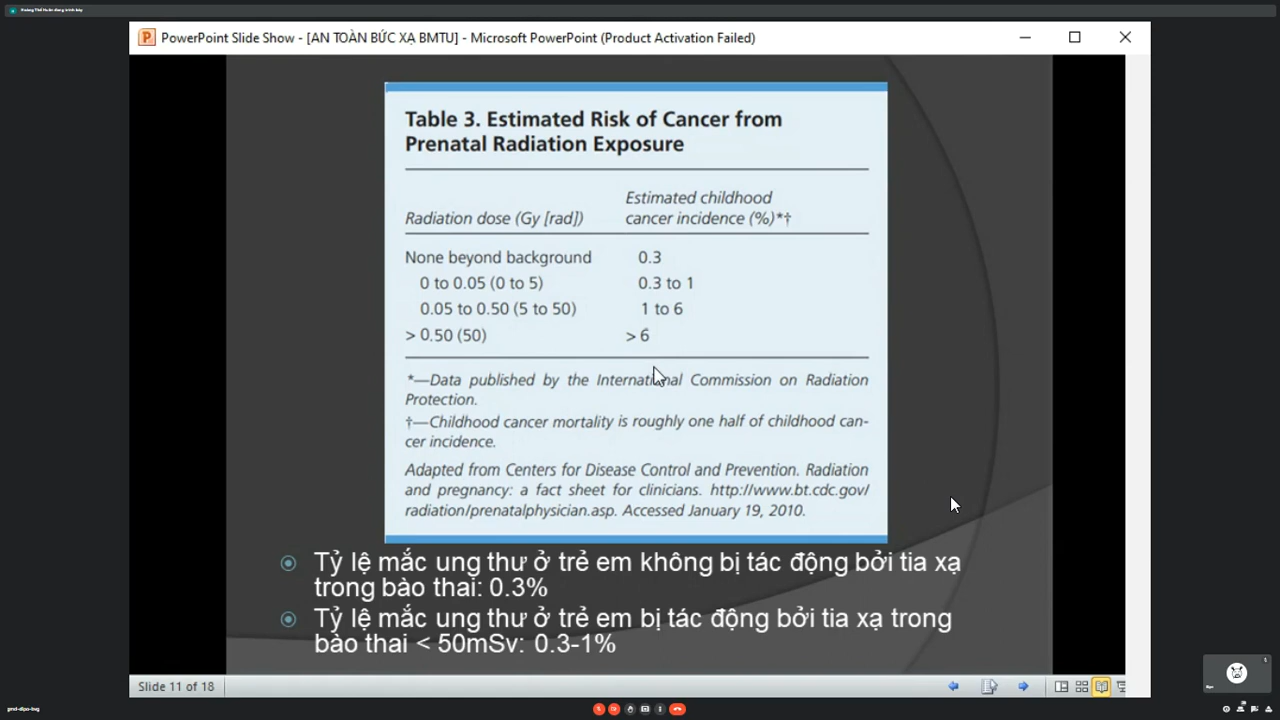 Hoàng Thế Huân đang trình bày
PowerPoint Slide Show - [AN TOÀN BỨC XẠ BMTU] - Microsoft PowerPoint (Product Activation Failed)
Table 3. Estimated Risk of Cancer from
Prenatal Radiation Exposure
Radiation dose (Gy [rad])
Estimated childhood
cancer incidence (%)*†
None beyond background 0.3
0 to 0.05 (0 to 5) 0.3 to 1
0.05 to 0.50 (5 to 50) 1 to 6
> 0.50 (50) > 6
*—Data published by the International Commission on Radiation
Protection.
†—Childhood cancer mortality is roughly one half of childhood can-
cer incidence.
Adapted from Centers for Disease Control and Prevention. Radiation
and pregnancy: a fact sheet for clinicians. http://www.bt.cdc.gov/
radiation/prenatalphysician.asp. Accessed January 19, 2010.
Tỷ lệ mắc ung thư ở trẻ em không bị tác động bởi tia xạ
trong bào thai: 0.3%
Tỷ lệ mắc ung thư ở trẻ em bị tác động bởi tia xạ trong
bào thai < 50mSv: 0.3-1%
Slide 11 of 18